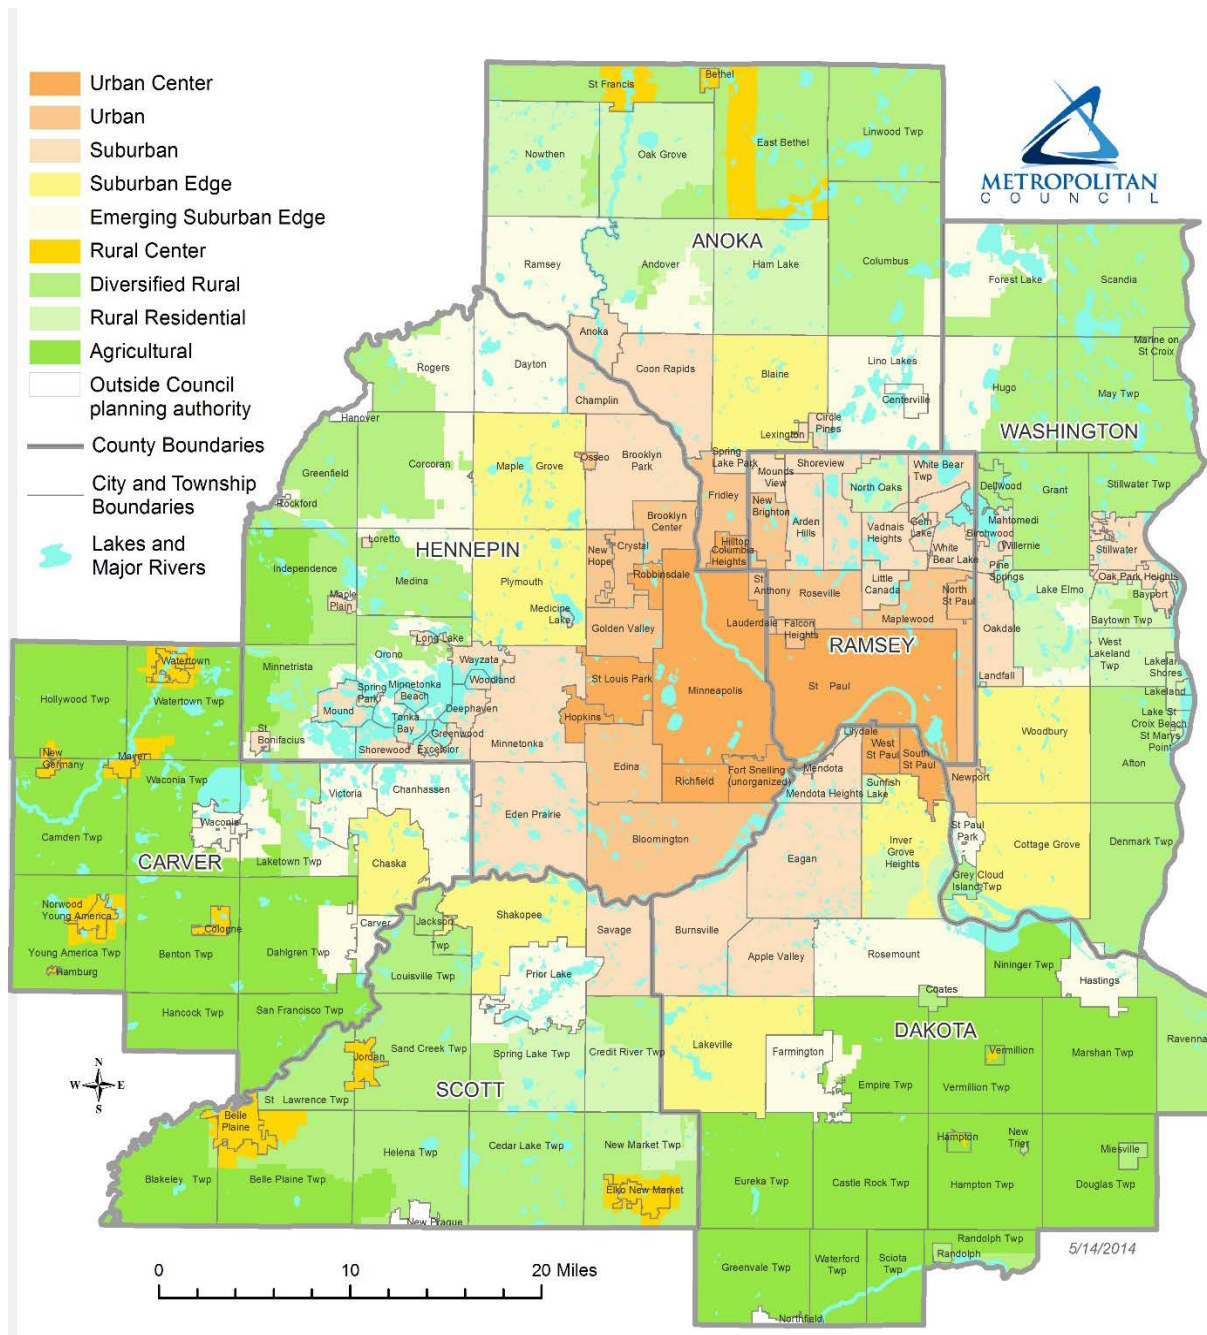 Urban Center
Urban
Suburban
Suburban Edge
Emerging Suburban Edge
Rural Center
Diversified Rural
Rural Residential
Agricultural
Outside Council
planning authority
County Boundaries
City and Township
Boundaries
Lakes and
Major Rivers
METROPOLITAN
COUNCIL
St Francis
Bethel
Nowthen
Oak Grove
East Bethel
Linwood Twp
ANOKA
Ramsey
Andover
Ham Lake
Columbus
Forest Lake
Scandia
Anoka
Rogers
Dayton
Coon Rapids
Blaine
Lino Lakes
Centerville
Hugo
Marine on
St Croix
May Twp
WASHINGTON
Hanover
Champlin
Lexington
Circle
Pines
Greenfield
Corcoran
Maple Grove
Osseo
Brooklyn
Park
Spring
Lake Park
Mounds
View
Shoreview
White Bear
Twp
North Oaks
Dellwood
Grant
Stillwater Twp
Rockford
Fridley
New
Brighton
Arden
Hills
Vadnais
Heights
Gem
Lake
Mahtomedi
Birchwood
Willernie
Stillwater
HENNEPIN
Loretto
Brooklyn
Center
Hilltop
Columbia
Heights
White
Bear Lake
Pine
Springs
Oak Park Heights
Bayport
Independence
Medina
Plymouth
New
Hope
Crystal
Robbinsdale
St
Anthony
Roseville
Little
Canada
North
St Paul
Lake Elmo
Baytown Twp
Maple
Plain
Medicine
Lake
Golden Valley
Lauderdale
Falcon
Heights
Maplewood
Oakdale
RAMSEY
West
Lakeland
Twp
Long Lake
Orono
Wayzata
Woodland
Minnetrista
Minnetonka
Beach
Spring
Park
Mound
Tonka
Bay
Deephaven
Greenwood
Shorewood
Excelsior
Minnetonka
St Louis Park
Hopkins
Minneapolis
St Paul
Landfall
Lakeland
Shores
Lakeland
Lake St
Croix Beach
St Marys
Point
Woodbury
Afton
Watertown
Hollywood Twp
Watertown Twp
St
Bonifacius
New
Germany
Mayer
Waconia Twp
Victoria
Chanhassen
Edina
Richfield
Fort Snelling
(unorganized)
Lilydale
Mendota
West
St Paul
South
St Paul
Mendota Heights
Sunfish
Lake
Newport
St Paul
Park
Camden Twp
Waconia
Laketown Twp
CARVER
Chaska
Eden Prairie
Bloomington
Eagan
Inver
Grove
Heights
Grey Cloud
Island Twp
Cottage Grove
Denmark Twp
Norwood
Young America
Cologne
Carver
Jackson
Twp
Shakopee
Savage
Burnsville
Apple Valley
Rosemount
Young America Twp
Hamburg
Benton Twp
Dahlgren Twp
Louisville Twp
Prior Lake
Coates
Nininger Twp
Hastings
Hancock Twp
San Francisco Twp
Sand Creek Twp
Jordan
Spring Lake Twp
Credit River Twp
Lakeville
Farmington
DAKOTA
Vermillion
Marshan Twp
Ravenna
N
W E
S
SCOTT
Empire Twp
Vermillion Twp
St Lawrence Twp
Belle
Plaine
Blakeley Twp
Belle Plaine Twp
Helena Twp
Cedar Lake Twp
New Market Twp
Elko New Market
Hampton
New
Trier
Miesville
Eureka Twp
Castle Rock Twp
Hampton Twp
Douglas Twp
New Prague
Greenvale Twp
Waterford
Twp
Sciota
Twp
Randolph Twp
Randolph
Northfield
5/14/2014
0 10 20 Miles